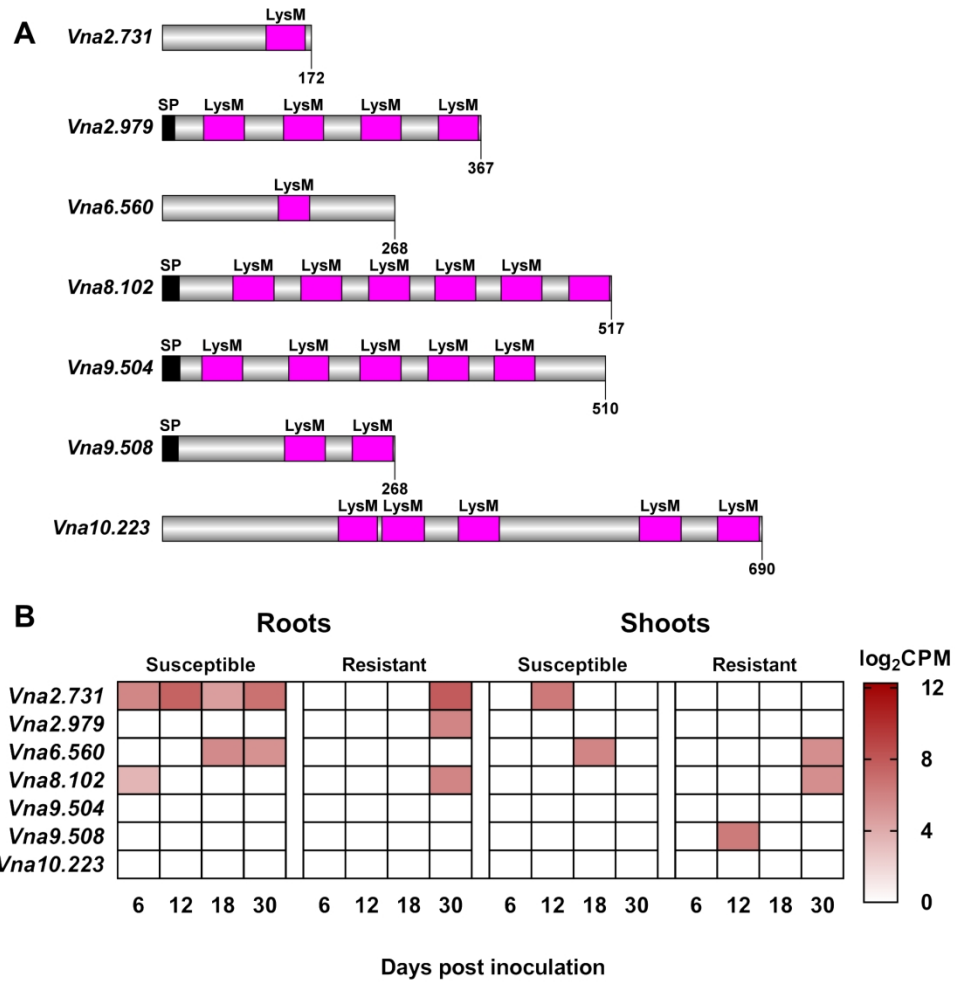 A
LysM
Vna2.731
172
SP LysM LysM LysM LysM
Vna2.979
367
LysM
Vna6.560
268
SP LysM LysM LysM LysM LysM
Vna8.102
517
SP LysM LysM LysM LysM LysM
Vna9.504
510
SP LysM LysM
Vna9.508
268
LysM LysM LysM LysM LysM
Vna10.223
690
B
Roots Shoots
Susceptible Resistant Susceptible Resistant log₂CPM
Vna2.731 12
Vna2.979
Vna6.560 8
Vna8.102
Vna9.504 4
Vna9.508
Vna10.223 0
6 12 18 30 6 12 18 30 6 12 18 30 6 12 18 30
Days post inoculation